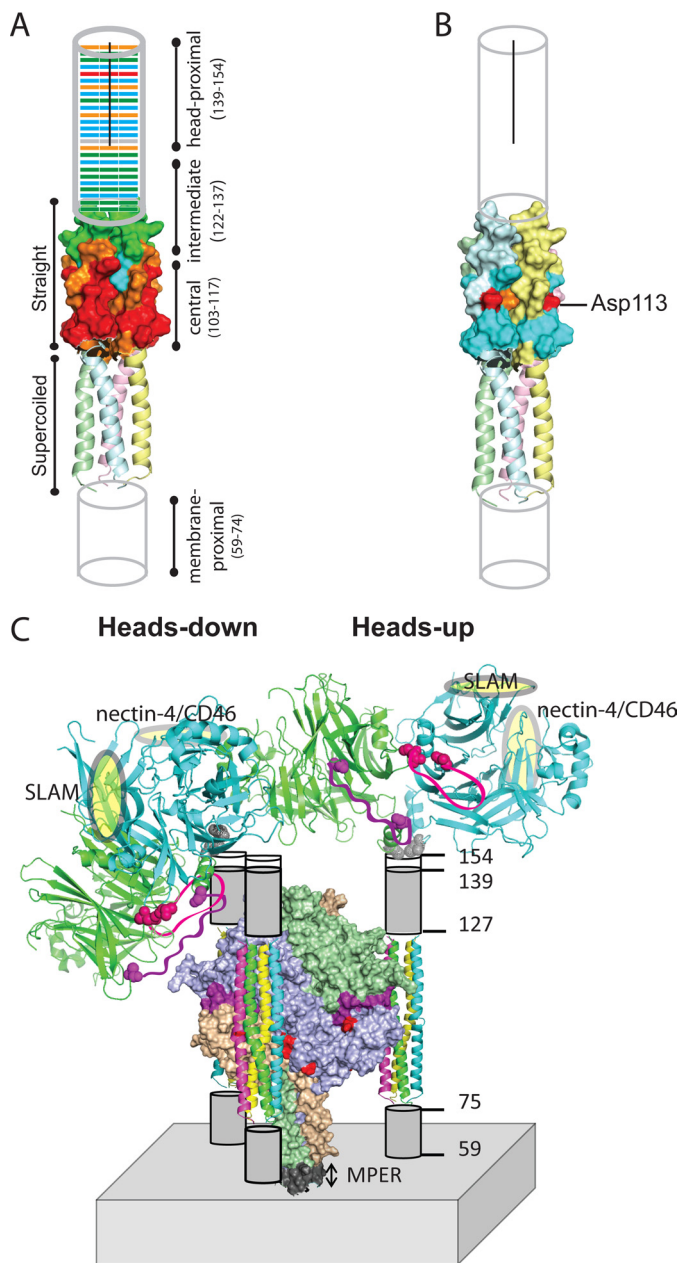 A
B
head-proximal
(139-154)
intermediate
(122-137)
central
(103-117)
Straight
Supercoiled
membrane-
proximal
(59-74)
Asp113
C
Heads-down
Heads-up
SLAM
nectin-4/CD46
nectin-4/CD46
SLAM
154
139
127
75
59
MPER